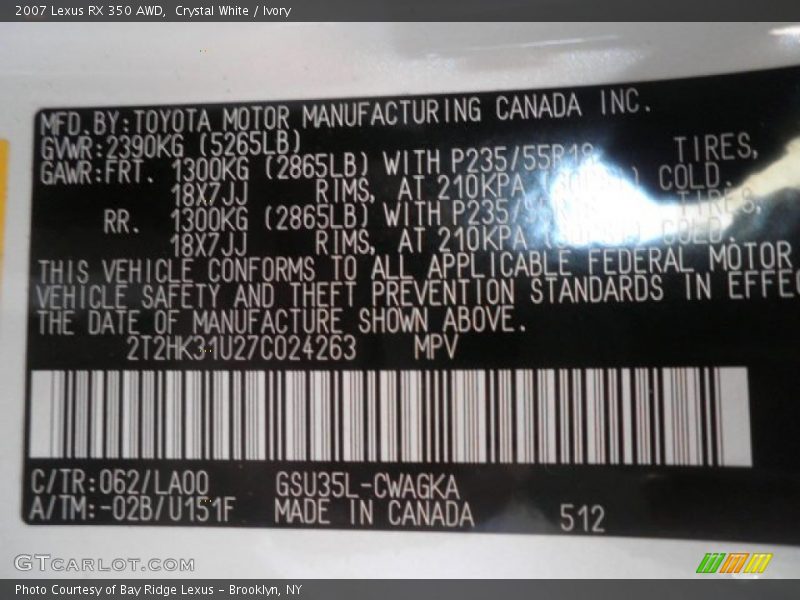 2007 Lexus RX 350 AWD,  Crystal White / Ivory
MFD.BY:TOYOTA MOTOR MANUFACTURING CANADA INC.
GVWR:2390KG (5265LB)
GAWR:FRT. 1300KG (2865LB) WITH P235/55R18 TIRES,
18X7JJ RIMS, AT 210KPA COLD.
RR. 1300KG (2865LB) WITH TIRES,
18X7JJ RIMS, AT 210KPA COLD.
THIS VEHICLE CONFORMS TO ALL APPLICABLE FEDERAL MOTOR
VEHICLE SAFETY AND THEFT PREVENTION STANDARDS IN EFFEC
THE DATE OF MANUFACTURE SHOWN ABOVE.
2T2HK31U27C024263 MPV
C/TR:062/LA00 GSU35L-CWAGKA
A/TM:-02B/U151F MADE IN CANADA 512
GTCARLOT.COM
Photo Courtesy of Bay Ridge Lexus - Brooklyn, NY